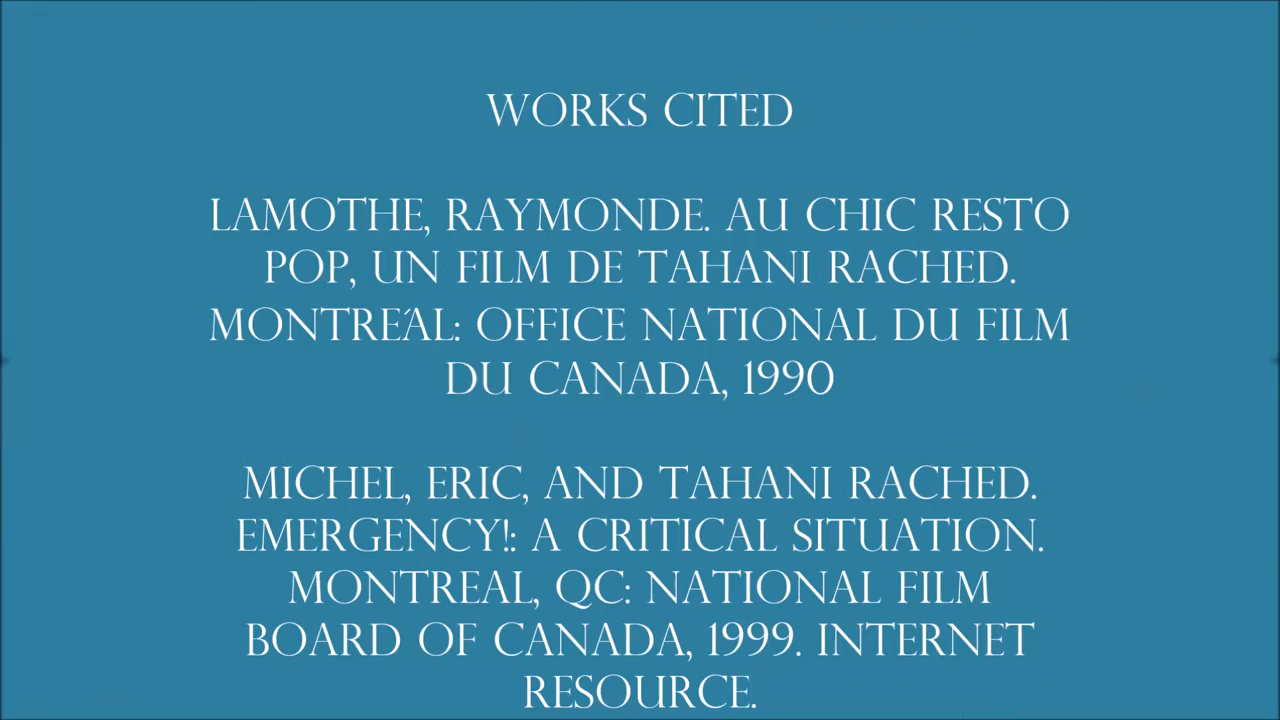 WORKS CITED
LAMOTHE, RAYMONDE. AU CHIC RESTO
POP, UN FILM DE TAHANI RACHED.
MONTRÉAL: OFFICE NATIONAL DU FILM
DU CANADA, 1990
MICHEL, ERIC, AND TAHANI RACHED.
EMERGENCY!: A CRITICAL SITUATION.
MONTREAL, QC: NATIONAL FILM
BOARD OF CANADA, 1999. INTERNET
RESOURCE.